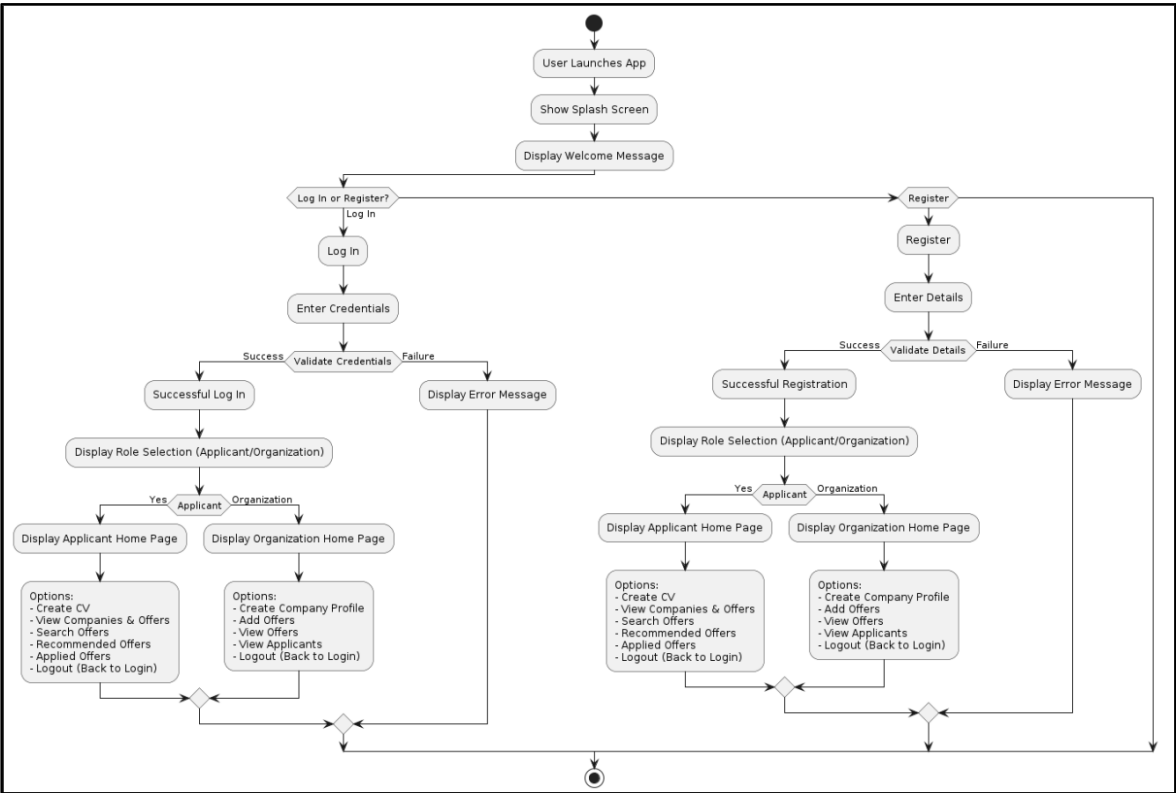 User Launches App
Show Splash Screen
Display Welcome Message
Log In or Register?
Log In
Log In
Enter Credentials
Success
Validate Credentials
Failure
Successful Log In
Display Error Message
Display Role Selection (Applicant/Organization)
Yes
Applicant
Organization
Display Applicant Home Page
Display Organization Home Page
Options:
- Create CV
- View Companies & Offers
- Search Offers
- Recommended Offers
- Applied Offers
- Logout (Back to Login)
Options:
- Create Company Profile
- Add Offers
- View Offers
- View Applicants
- Logout (Back to Login)
Register
Register
Enter Details
Success
Validate Details
Failure
Successful Registration
Display Error Message
Display Role Selection (Applicant/Organization)
Yes
Applicant
Organization
Display Applicant Home Page
Display Organization Home Page
Options:
- Create CV
- View Companies & Offers
- Search Offers
- Recommended Offers
- Applied Offers
- Logout (Back to Login)
Options:
- Create Company Profile
- Add Offers
- View Offers
- View Applicants
- Logout (Back to Login)